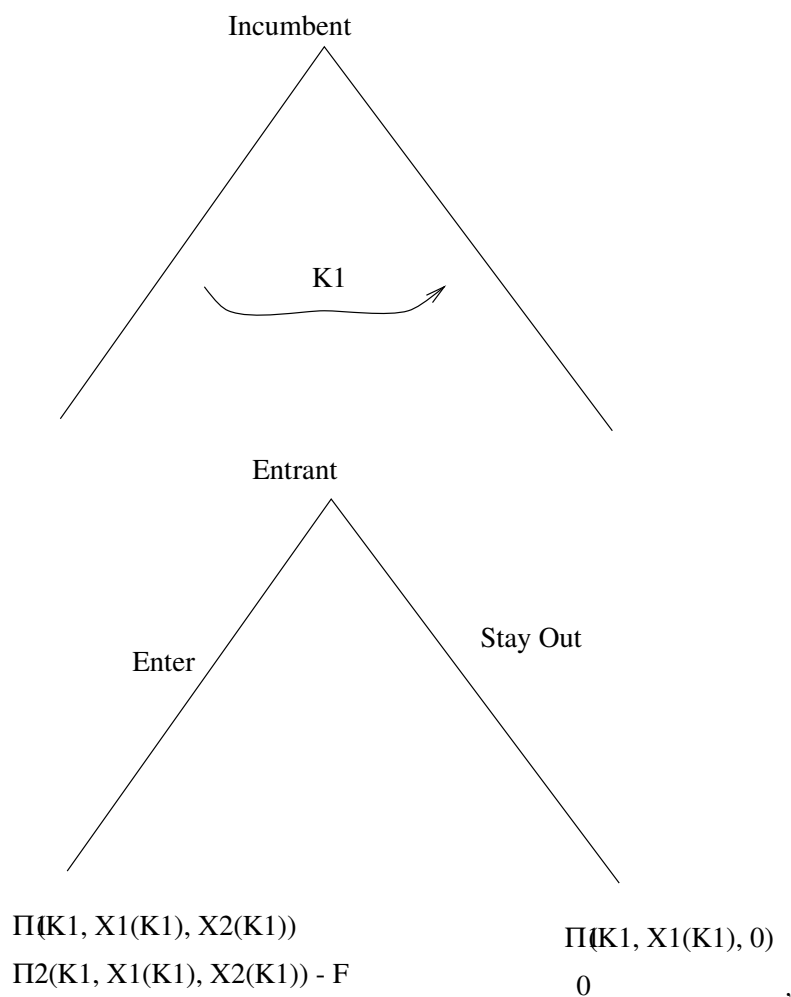 Incumbent
K1
Entrant
Stay Out
Enter
Π1(K1, X1(K1), X2(K1))
Π1(K1, X1(K1), 0)
Π2(K1, X1(K1), X2(K1)) - F
0 ,